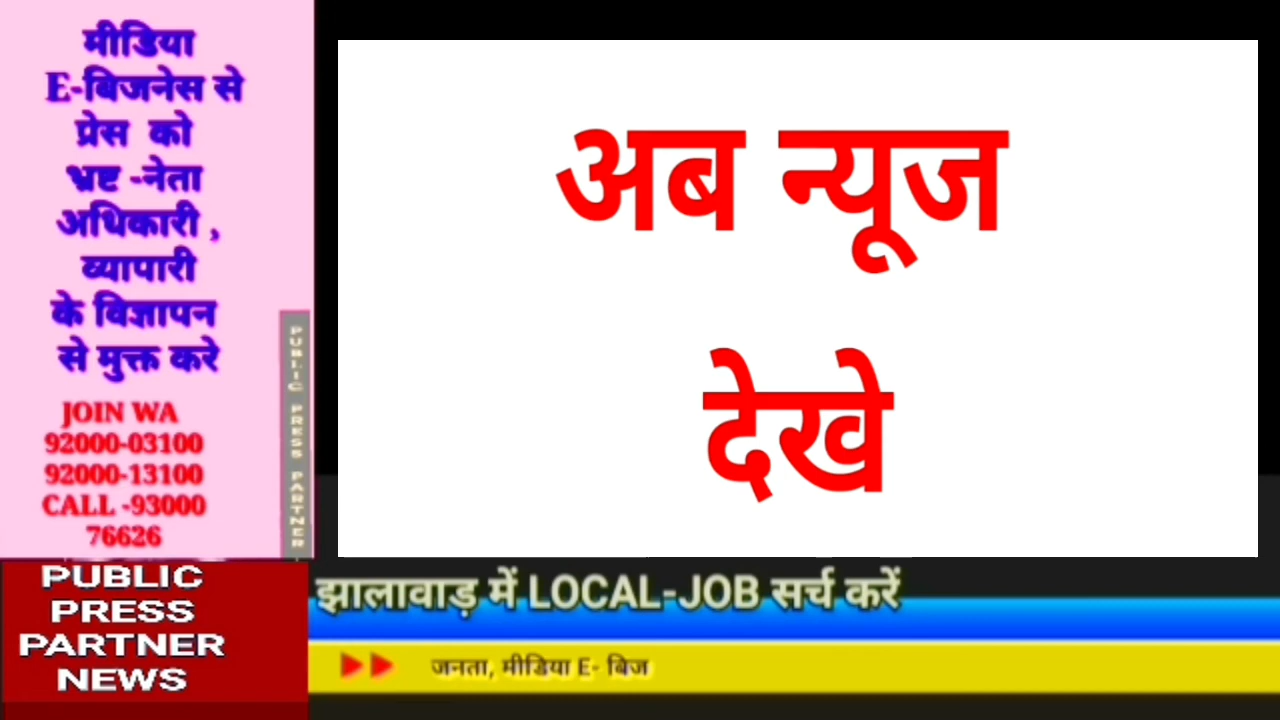 मीडिया
E-बिजनेस से
प्रेस को
भ्रष्ट -नेता
अधिकारी ,
व्यापारी
के विज्ञापन
से मुक्त करे
JOIN WA
92000-03100
92000-13100
CALL -93000
76626
PUBLIC PRESS PARTNER
अब न्यूज
देखे
PUBLIC
PRESS
PARTNER
NEWS
झालावाड़ में LOCAL-JOB सर्च करें
जनता, मीडिया E- बिज